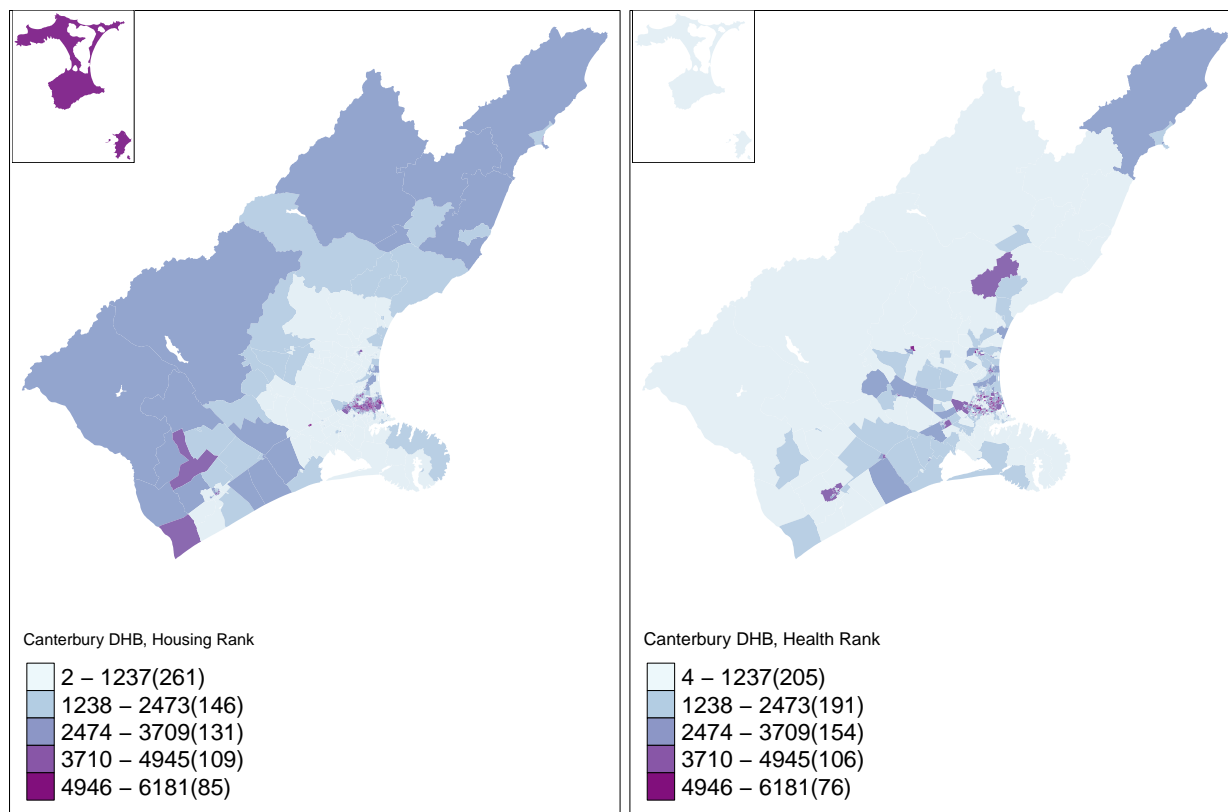 Canterbury DHB, Housing Rank
2 – 1237(261)
1238 – 2473(146)
2474 – 3709(131)
3710 – 4945(109)
4946 – 6181(85)
Canterbury DHB, Health Rank
4 – 1237(205)
1238 – 2473(191)
2474 – 3709(154)
3710 – 4945(106)
4946 – 6181(76)